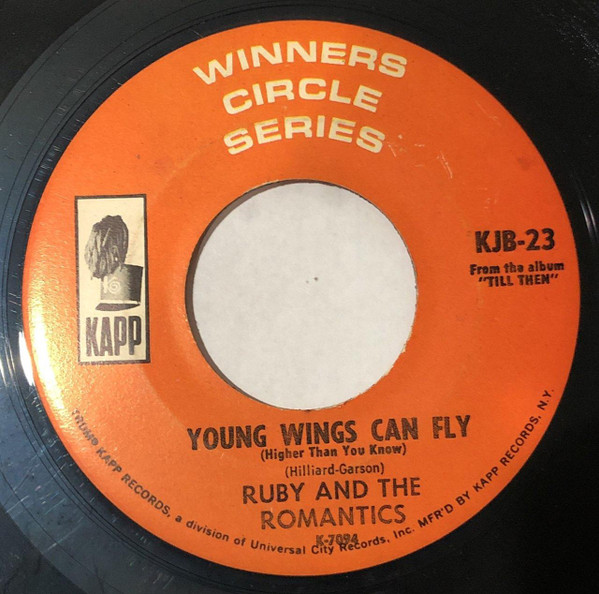 WINNERS
CIRCLE
SERIES
KAPP
KJB-23
From the album
"TILL THEN"
YOUNG WINGS CAN FLY
(Higher Than You Know)
(Hilliard-Garson)
RUBY AND THE
ROMANTICS
K-7094
KAPP RECORDS, a division of Universal City Records, Inc. MFR'D BY KAPP RECORDS, N.Y.